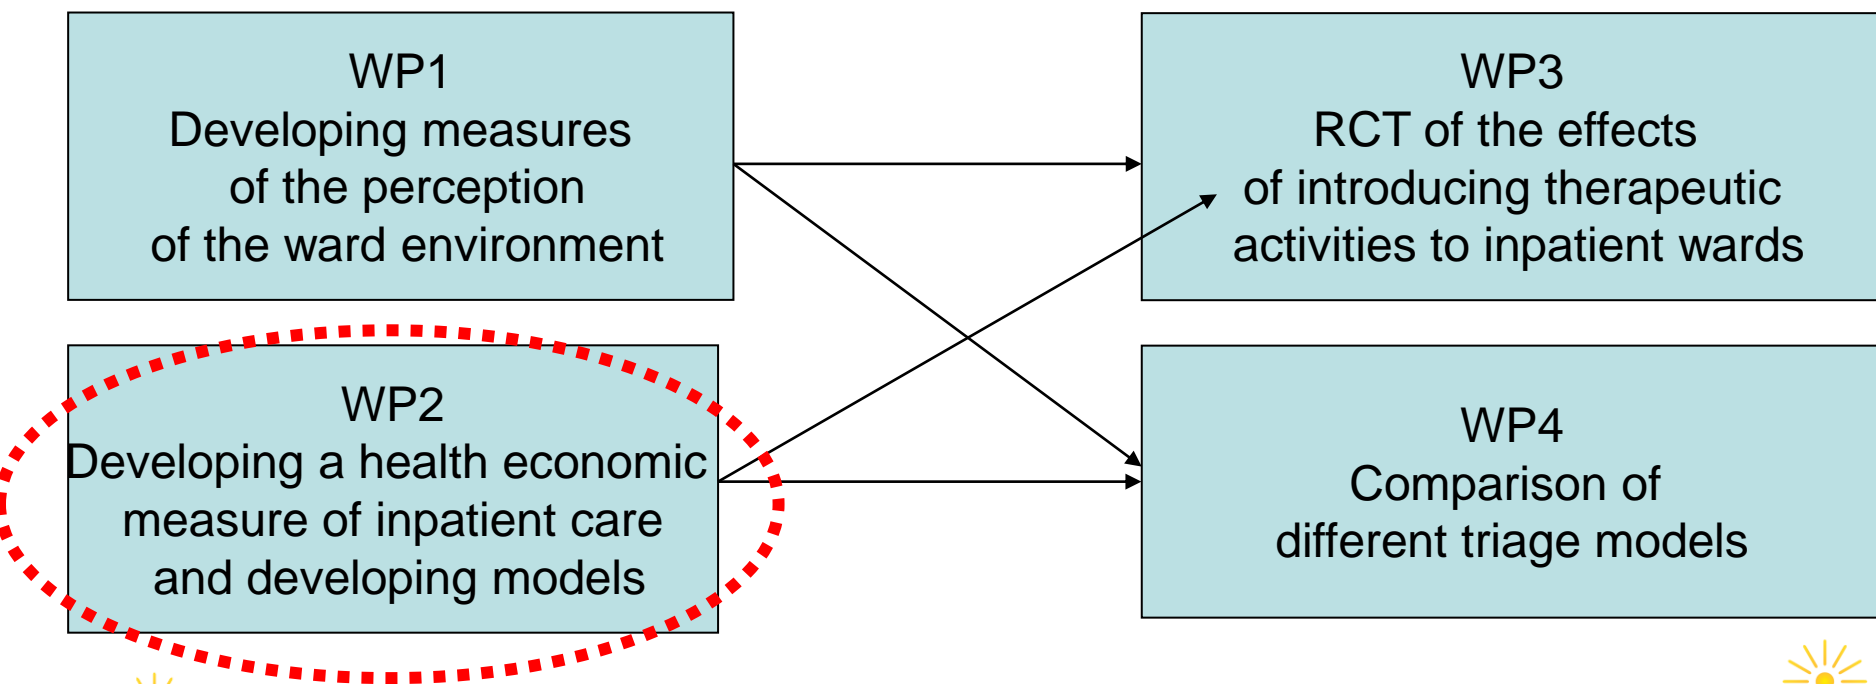 WP1
Developing measures
of the perception
of the ward environment
WP2
Developing a health economic
measure of inpatient care
and developing models
WP3
RCT of the effects
of introducing therapeutic
activities to inpatient wards
WP4
Comparison of
different triage models